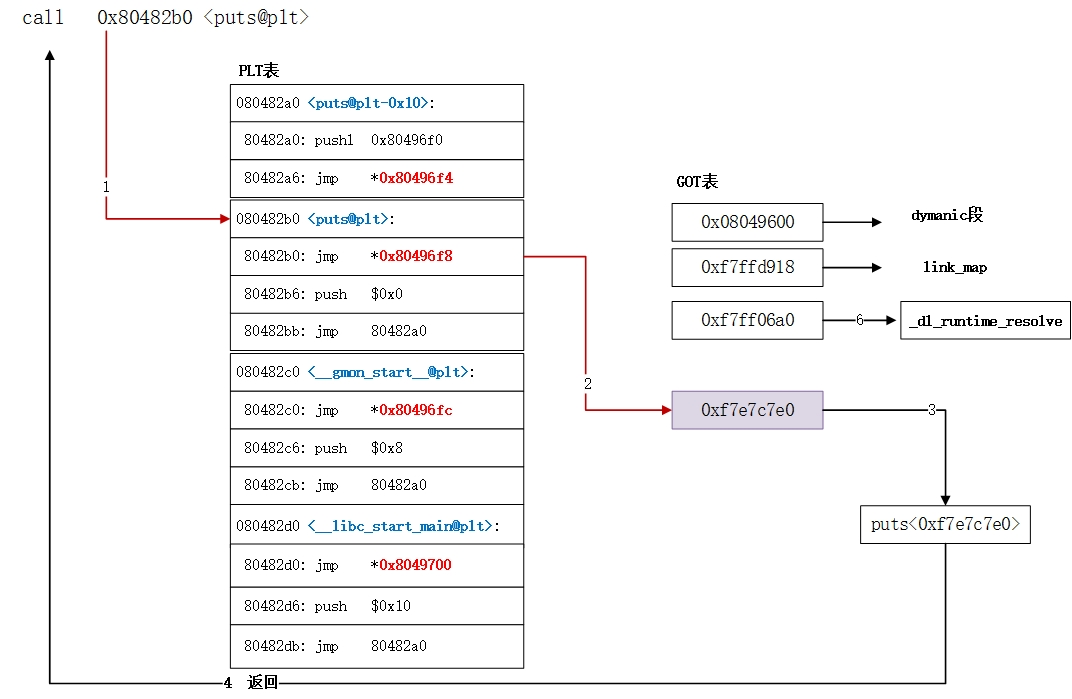 call 0x80482b0 <puts@plt>
PLT表
080482a0 <puts@plt-0x10>:
80482a0: pushl 0x80496f0
80482a6: jmp *0x80496f4
080482b0 <puts@plt>:
80482b0: jmp *0x80496f8
80482b6: push $0x0
80482bb: jmp 80482a0
080482c0 <__gmon_start__@plt>:
80482c0: jmp *0x80496fc
80482c6: push $0x8
80482cb: jmp 80482a0
080482d0 <__libc_start_main@plt>:
80482d0: jmp *0x8049700
80482d6: push $0x10
80482db: jmp 80482a0
1
2
GOT表
0x08049600
dymanic段
0xf7ffd918
link_map
0xf7ff06a0
6
_dl_runtime_resolve
0xf7e7c7e0
3
puts<0xf7e7c7e0>
4 返回